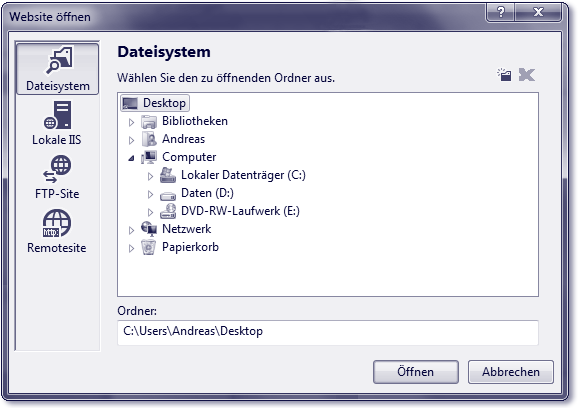 Website öffnen
Dateisystem
Lokale IIS
FTP-Site
http
Remotesite
Dateisystem
Wählen Sie den zu öffnenden Ordner aus.
Desktop
Bibliotheken
Andreas
Computer
Lokaler Datenträger (C:)
Daten (D:)
DVD-RW-Laufwerk (E:)
Netzwerk
Papierkorb
Ordner:
C:\Users\Andreas\Desktop
Öffnen
Abbrechen